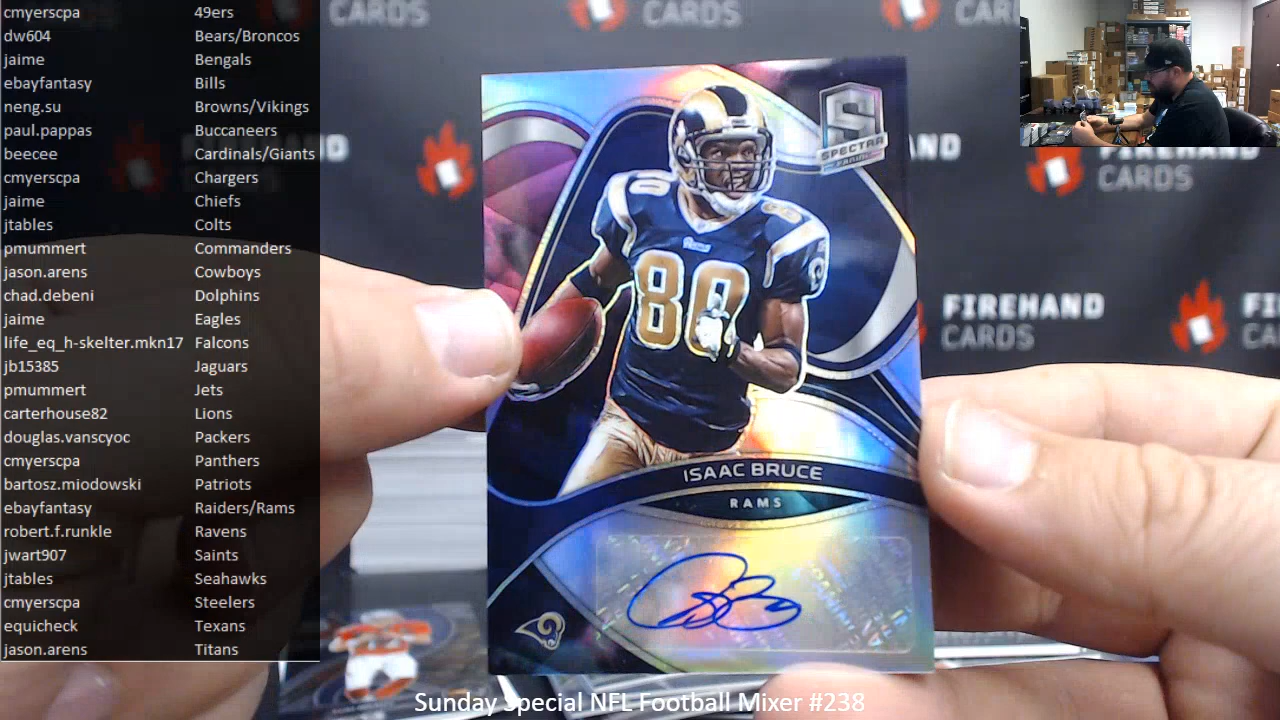 cmyerscpa 49ers
dw604 Bears/Broncos
jaime Bengals
ebayfantasy Bills
neng.su Browns/Vikings
paul.pappas Buccaneers
beecee Cardinals/Giants
cmyerscpa Chargers
jaime Chiefs
jtables Colts
pmummert Commanders
jason.arens Cowboys
chad.debeni Dolphins
jaime Eagles
life_eq_h-skelter.mkn17 Falcons
jb15385 Jaguars
pmummert Jets
carterhouse82 Lions
douglas.vanscyoc Packers
cmyerscpa Panthers
bartosz.miodowski Patriots
ebayfantasy Raiders/Rams
robert.f.runkle Ravens
jwart907 Saints
jtables Seahawks
cmyerscpa Steelers
equicheck Texans
jason.arens Titans
CARDS
CARDS
CARDS
S
SPECTRA
PANINI
80
80
80
ISAAC BRUCE
RAMS
CARDS
FIREHAND
CARDS
Sunday Special NFL Football Mixer #238